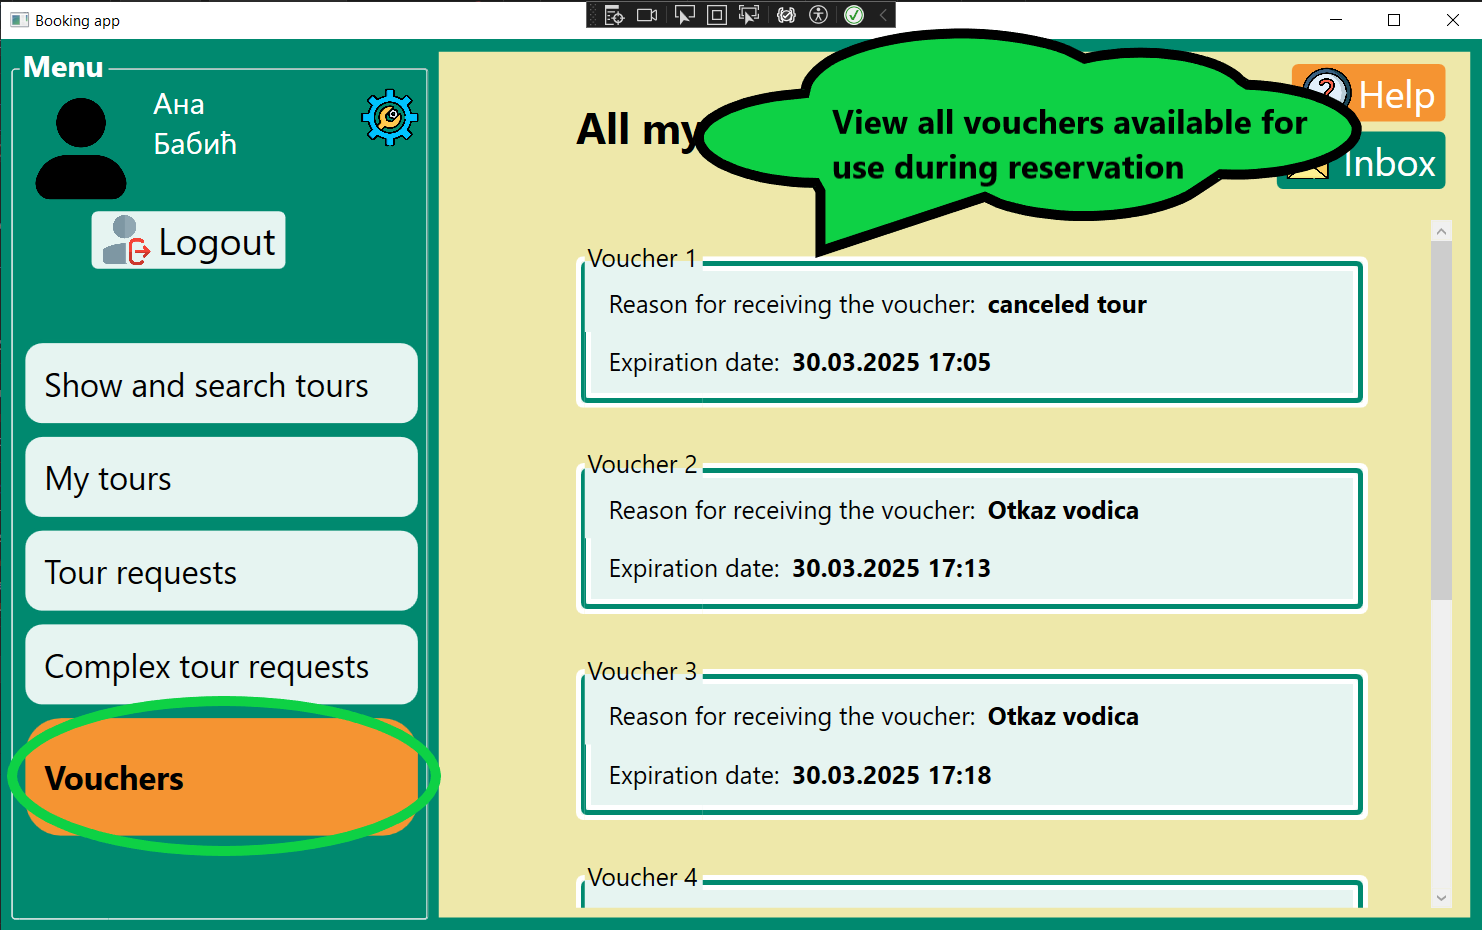 Booking app
Menu
Ана
Бабић
Logout
Show and search tours
My tours
Tour requests
Complex tour requests
Vouchers
All my
View all vouchers available for
use during reservation
Help
Inbox
Voucher 1
Reason for receiving the voucher: canceled tour
Expiration date: 30.03.2025 17:05
Voucher 2
Reason for receiving the voucher: Otkaz vodica
Expiration date: 30.03.2025 17:13
Voucher 3
Reason for receiving the voucher: Otkaz vodica
Expiration date: 30.03.2025 17:18
Voucher 4